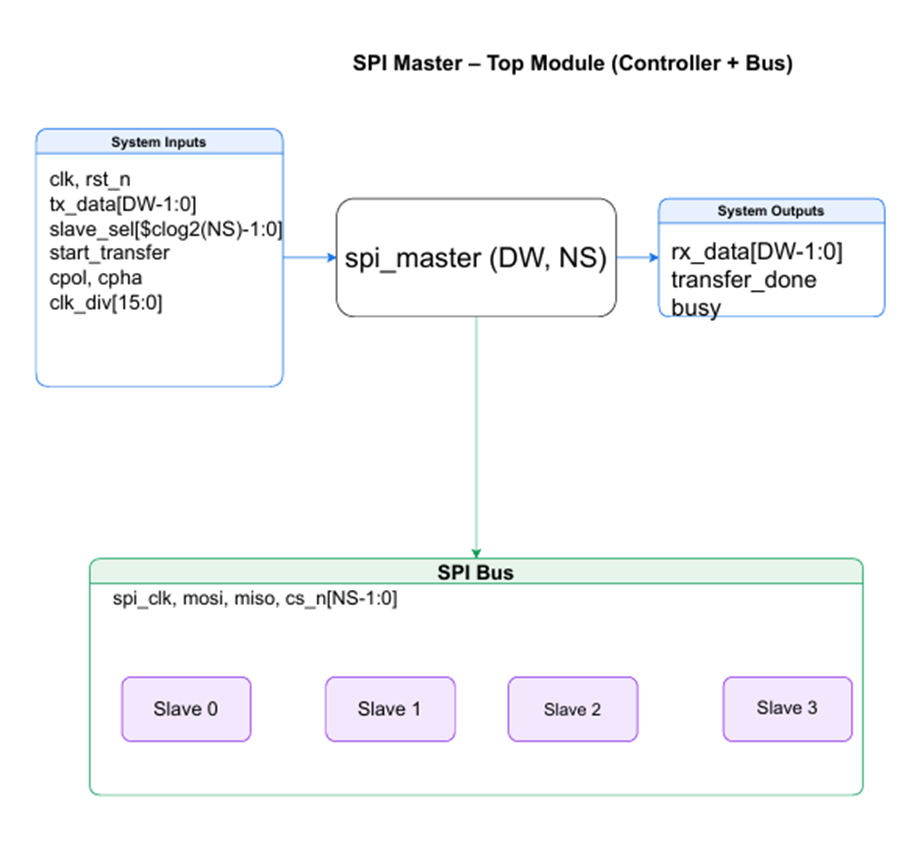 SPI Master – Top Module (Controller + Bus)
System Inputs
clk, rst_n
tx_data[DW-1:0]
slave_sel[$clog2(NS)-1:0]
start_transfer
cpol, cpha
clk_div[15:0]
spi_master (DW, NS)
System Outputs
rx_data[DW-1:0]
transfer_done
busy
SPI Bus
spi_clk, mosi, miso, cs_n[NS-1:0]
Slave 0
Slave 1
Slave 2
Slave 3